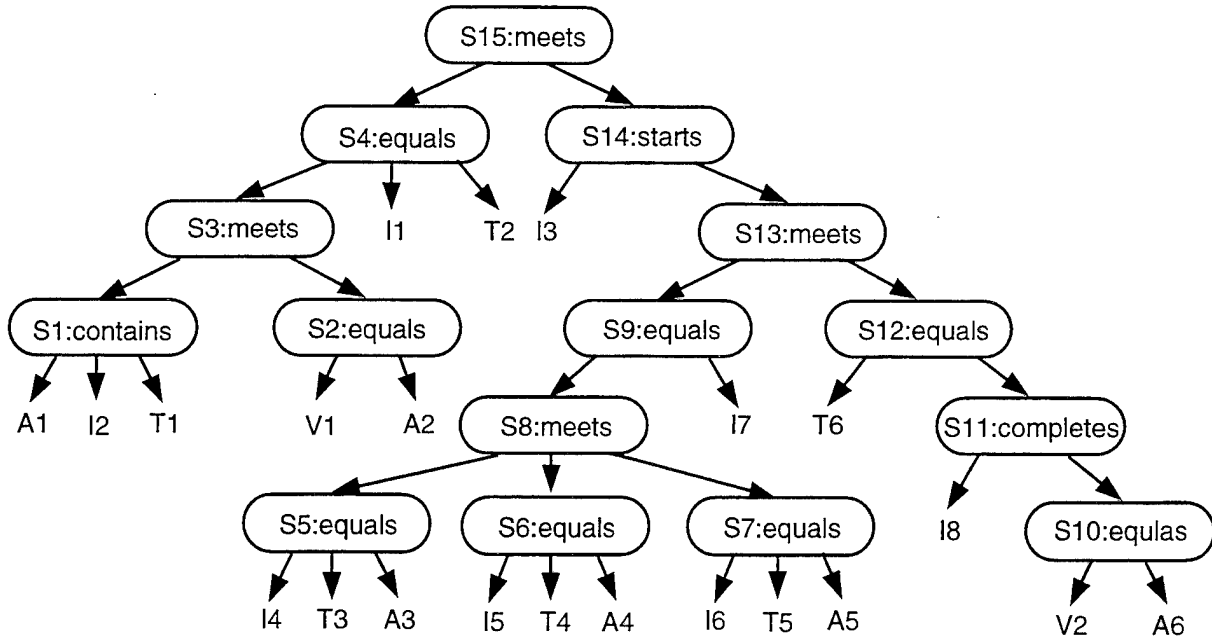 S15:meets
S4:equals S14:starts
S3:meets I1 T2 I3 S13:meets
S1:contains S2:equals S9:equals S12:equals
A1 I2 T1 V1 A2 S8:meets I7 T6 S11:completes
S5:equals S6:equals S7:equals I8 S10:equlas
I4 T3 A3 I5 T4 A4 I6 T5 A5 V2 A6